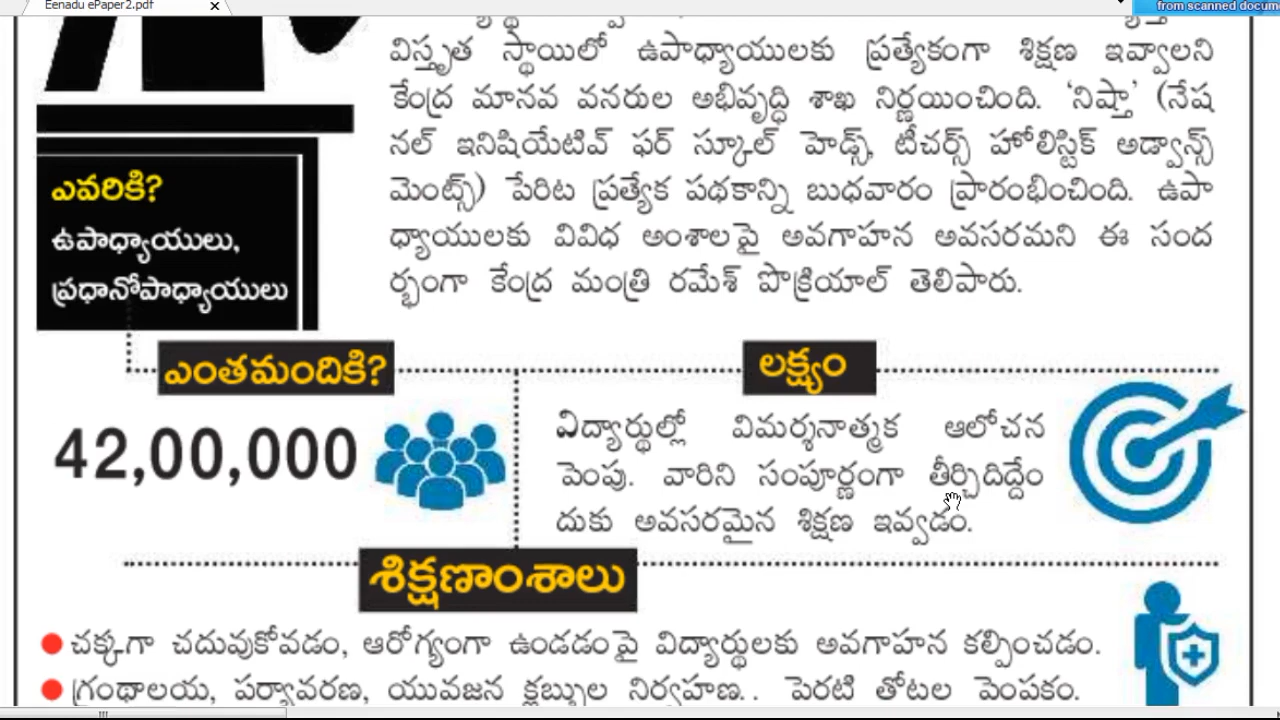 Eenadu ePaper2.pdf
from scanned docum
విస్తృత స్థాయిలో ఉపాధ్యాయులకు ప్రత్యేకంగా శిక్షణ ఇవ్వాలని
కేంద్ర మానవ వనరుల అభివృద్ధి శాఖ నిర్ణయించింది. ‘నిష్తా’ (నేష
నల్ ఇనిషియేటివ్ ఫర్ స్కూల్ హెడ్స్, టీచర్స్ హోలిస్టిక్ అడ్వాన్స్
మెంట్స్) పేరిట ప్రత్యేక పథకాన్ని బుధవారం ప్రారంభించింది. ఉపా
ధ్యాయులకు వివిధ అంశాలపై అవగాహన అవసరమని ఈ సంద
ర్భంగా కేంద్ర మంత్రి రమేశ్ పొక్రియాల్ తెలిపారు.
ఎవరికి?
ఉపాధ్యాయులు,
ప్రధానోపాధ్యాయులు
ఎంతమందికి?
42,00,000
లక్ష్యం
విద్యార్థుల్లో విమర్శనాత్మక ఆలోచన
పెంపు. వారిని సంపూర్ణంగా తీర్చిదిద్దేం
దుకు అవసరమైన శిక్షణ ఇవ్వడం.
శిక్షణాంశాలు
చక్కగా చదువుకోవడం, ఆరోగ్యంగా ఉండడంపై విద్యార్థులకు అవగాహన కల్పించడం.
గ్రంథాలయ, పర్యావరణ, యువజన క్లబ్బుల నిర్వహణ.. పెరటి తోటల పెంపకం.